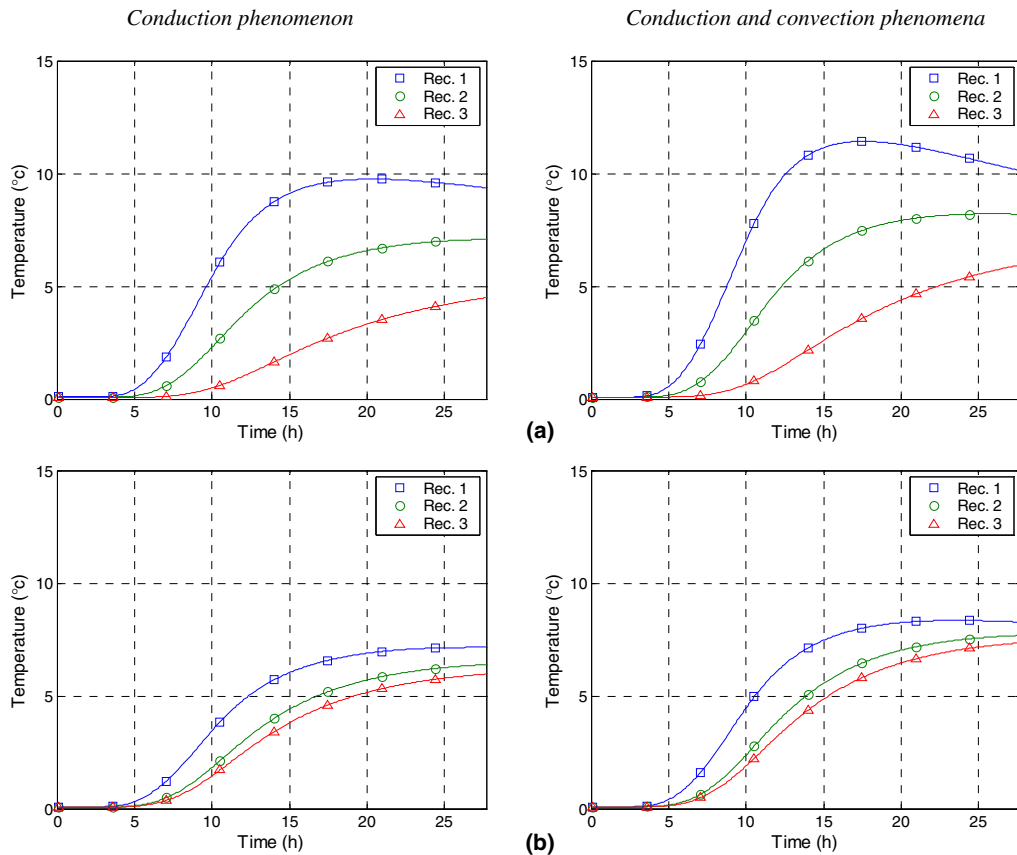 Conduction phenomenon
Conduction and convection phenomena
15
10
5
0
Temperature (°c)
Rec. 1
Rec. 2
Rec. 3
0 5 10 15 20 25
Time (h)
15
10
5
0
Temperature (°c)
Rec. 1
Rec. 2
Rec. 3
0 5 10 15 20 25
Time (h)
(a)
15
10
5
0
Temperature (°c)
Rec. 1
Rec. 2
Rec. 3
0 5 10 15 20 25
Time (h)
15
10
5
0
Temperature (°c)
Rec. 1
Rec. 2
Rec. 3
0 5 10 15 20 25
Time (h)
(b)